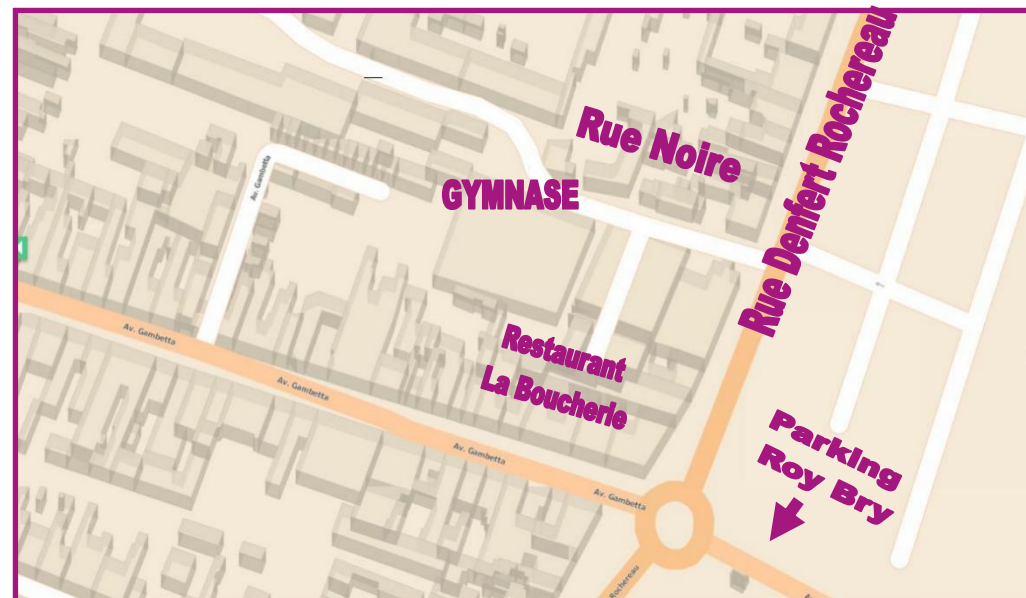 Rue Denfert Rochereau
Rue Noire
Av. Gambetta
GYMNASE
Av. Gambetta
Restaurant
La Boucherie
Av. Gambetta
Av. Gambetta
Av. Gambetta
Parking
Roy Bry
Rochereau